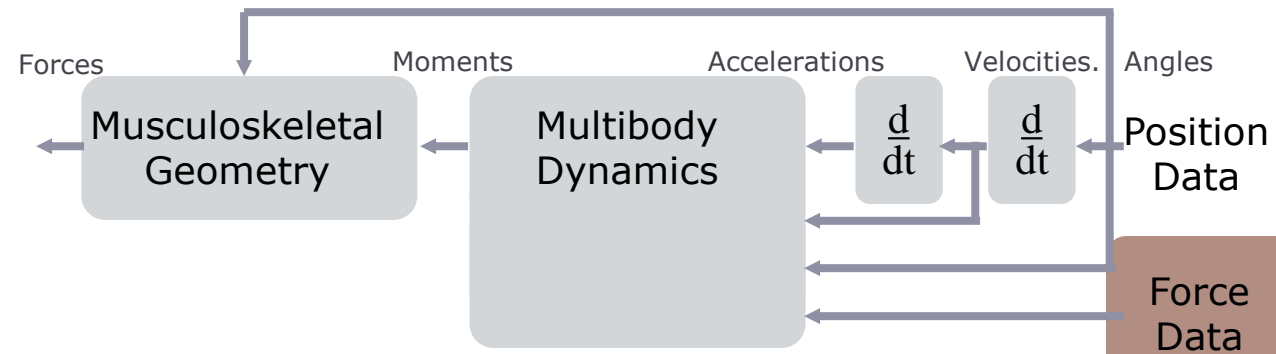 Forces
Moments
Accelerations
Velocities.
Angles
Musculoskeletal
Geometry
Multibody
Dynamics
d
dt
d
dt
Position
Data
Force
Data